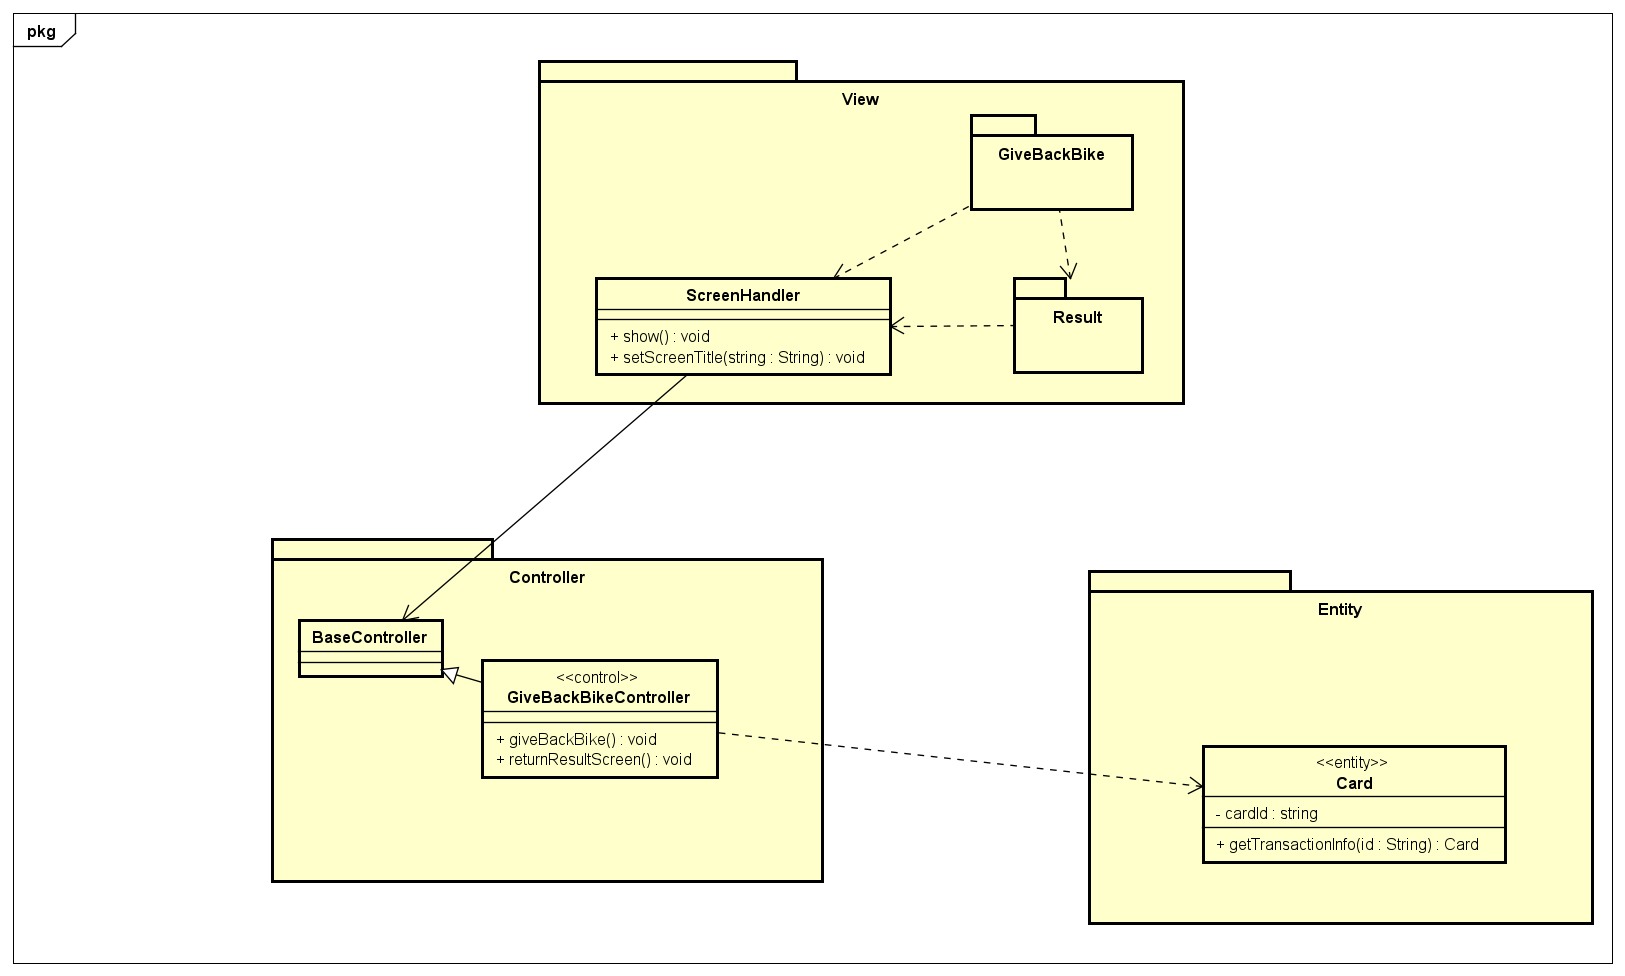 pkg
View
GiveBackBike
ScreenHandler
+ show() : void
+ setScreenTitle(string : String) : void
Result
Controller
BaseController
<<control>>
GiveBackBikeController
+ giveBackBike() : void
+ returnResultScreen() : void
Entity
<<entity>>
Card
- cardId : string
+ getTransactionInfo(id : String) : Card